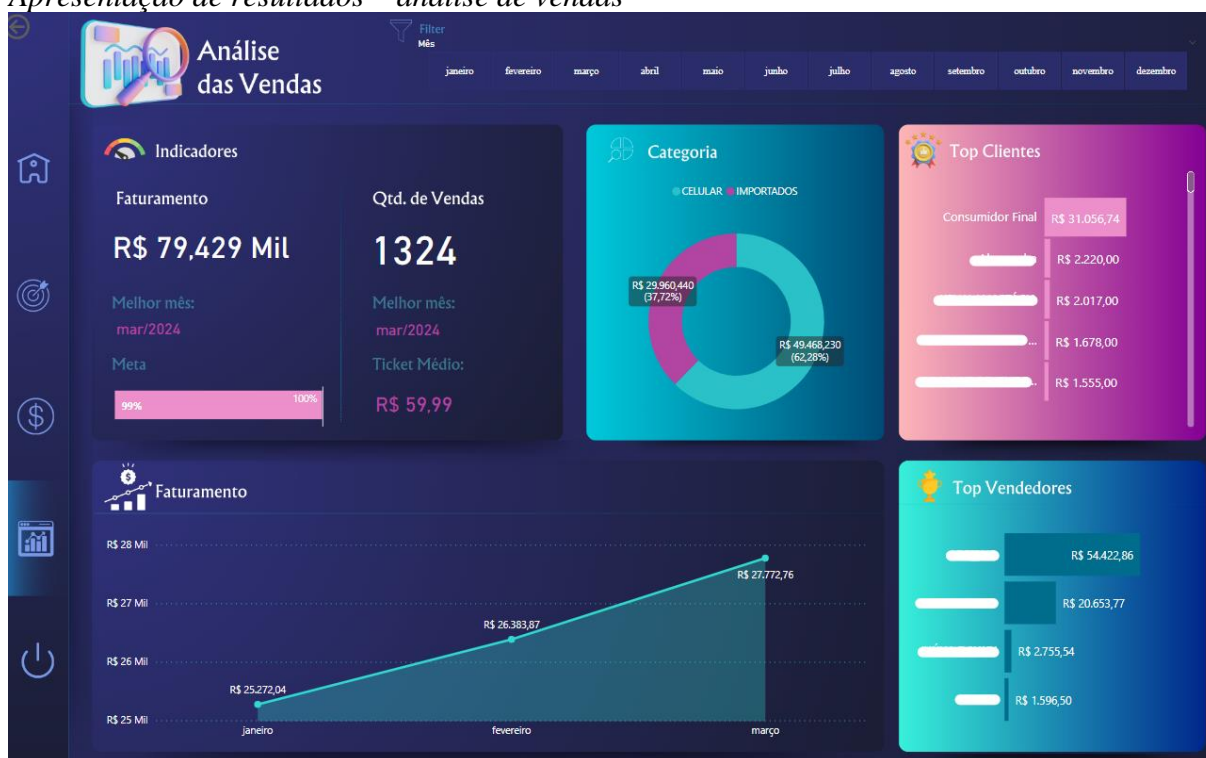 Apresentação de resultados – análise de vendas
Análise
das Vendas
Filter
Mês
janeiro fevereiro março abril maio junho julho agosto setembro outubro novembro dezembro
Indicadores
Faturamento
R$ 79,429 Mil
Melhor mês:
mar/2024
Meta
99%
100%
Qtd. de Vendas
1324
Melhor mês:
mar/2024
Ticket Médio:
R$ 59,99
Categoria
CELULAR IMPORTADOS
R$ 29.960,440
(37,72%)
R$ 49.468,230
(62,28%)
Top Clientes
Consumidor Final R$ 31.056,74
R$ 2.220,00
R$ 2.017,00
... R$ 1.678,00
R$ 1.555,00
Faturamento
R$ 28 Mil
R$ 27 Mil
R$ 26 Mil
R$ 25 Mil
R$ 25.272,04
R$ 26.383,87
R$ 27.772,76
janeiro fevereiro março
Top Vendedores
R$ 54.422,86
R$ 20.653,77
R$ 2.755,54
R$ 1.596,50